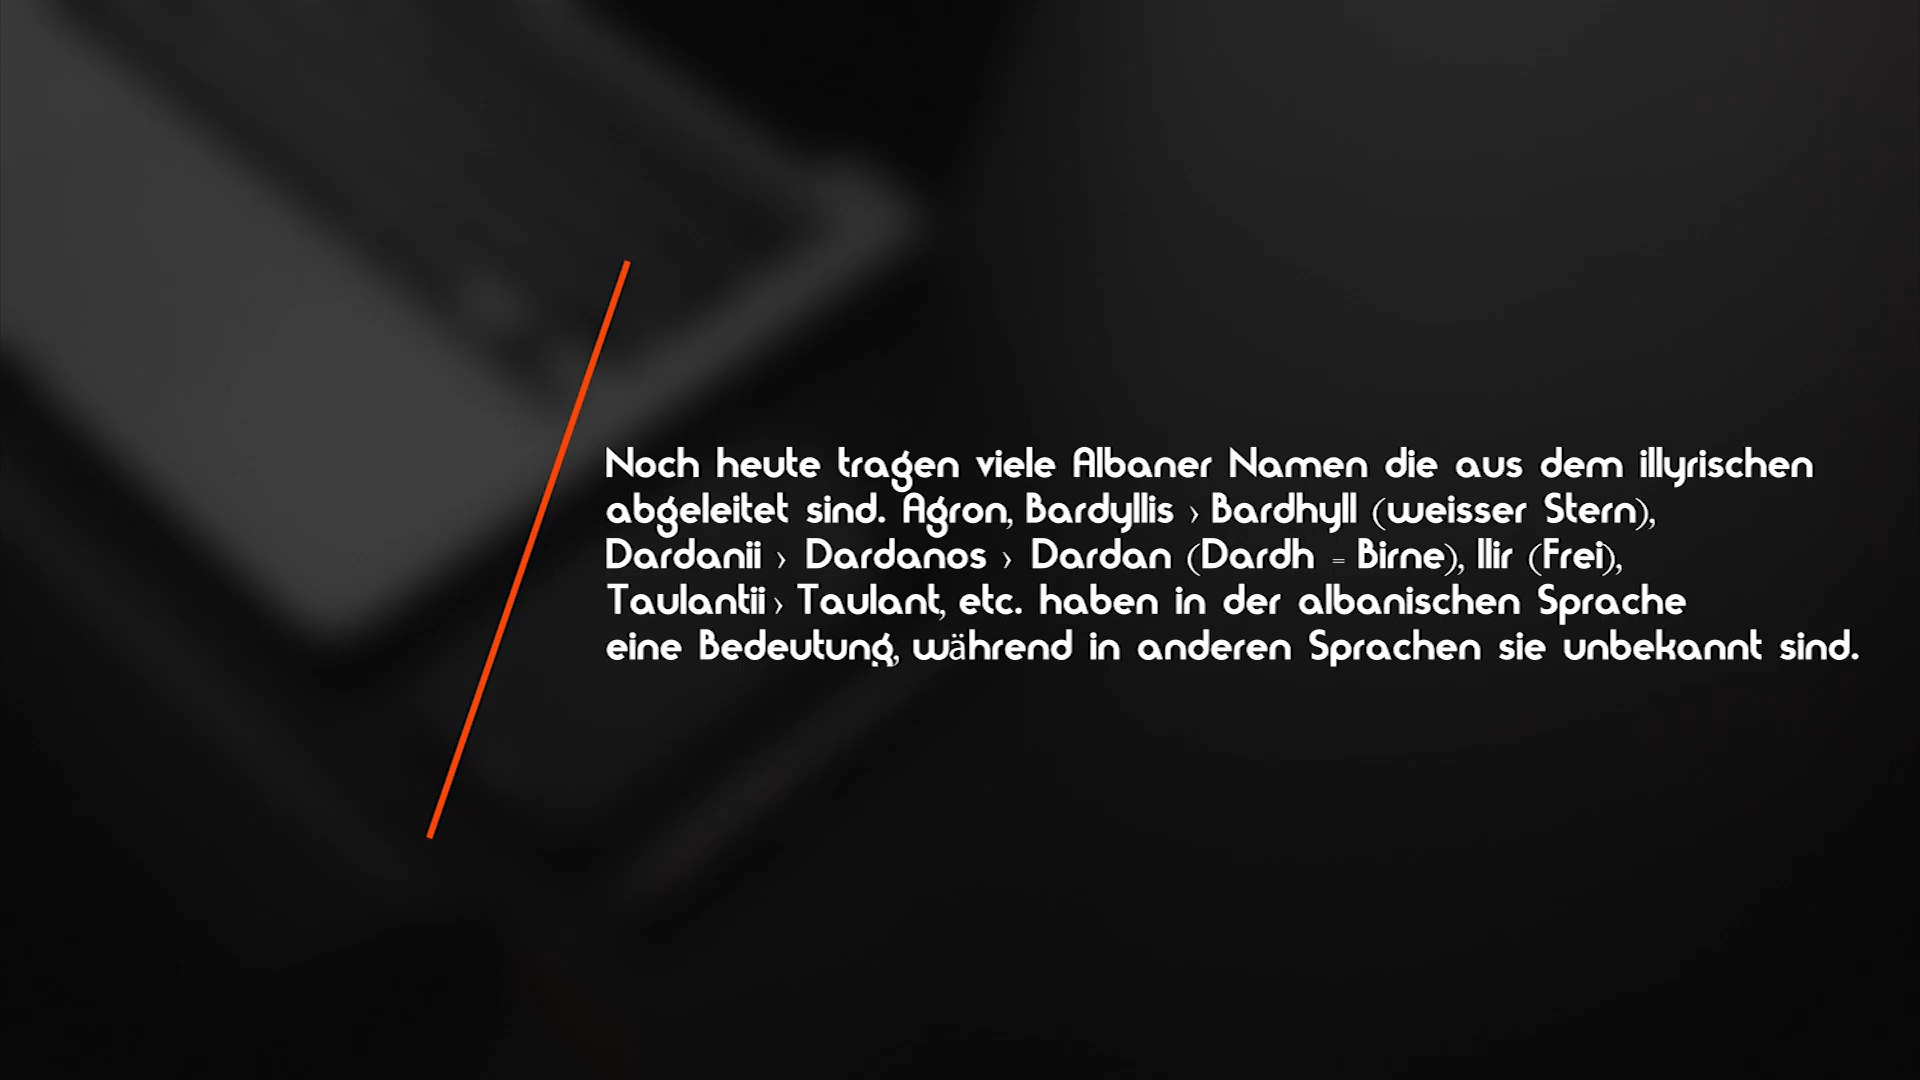 Noch heute tragen viele Albaner Namen die aus dem illyrischen
abgeleitet sind. Agron, Bardyllis › Bardhyll (weisser Stern),
Dardanii › Dardanos › Dardan (Dardh = Birne), Ilir (Frei),
Taulantii › Taulant, etc. haben in der albanischen Sprache
eine Bedeutung, während in anderen Sprachen sie unbekannt sind.